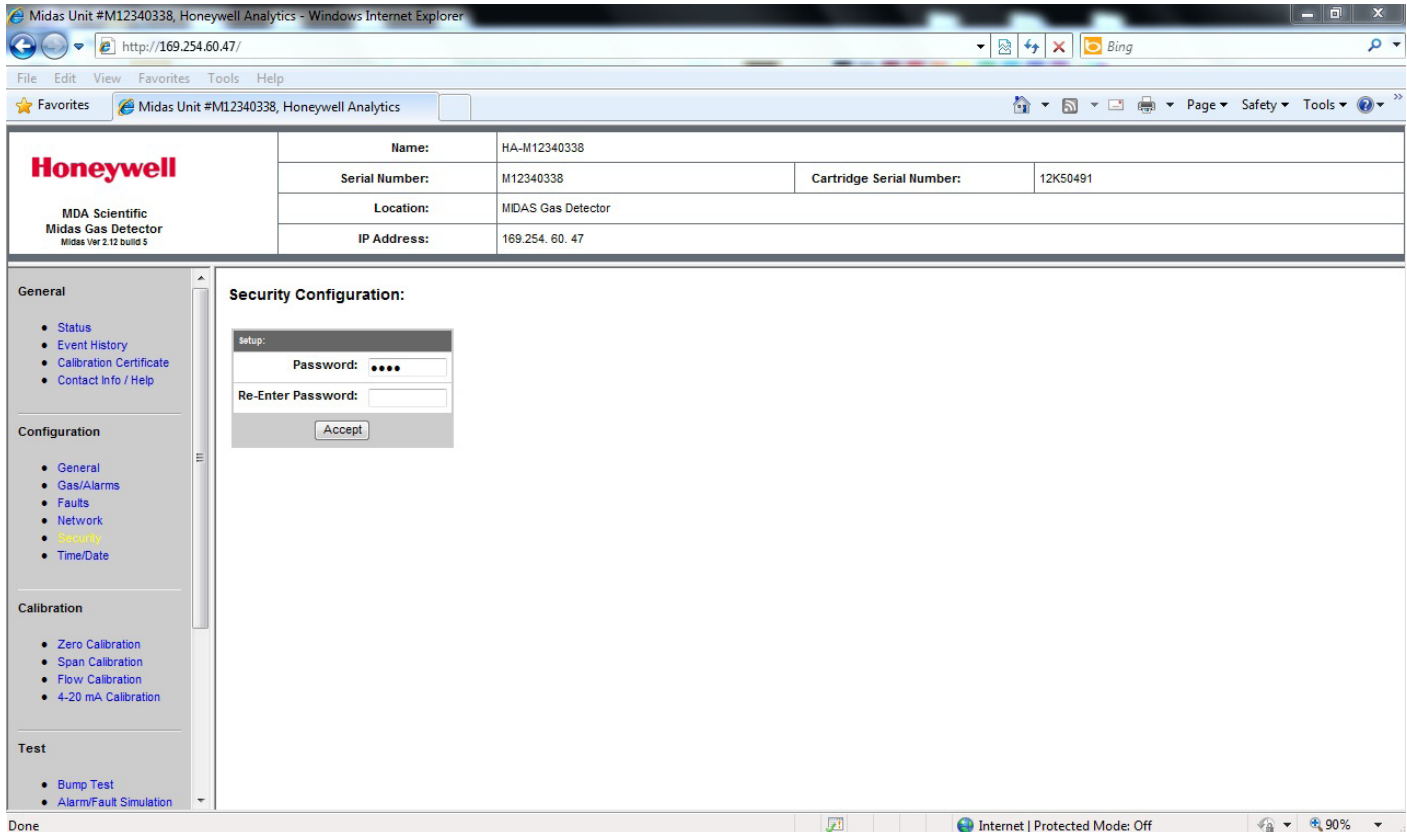 Midas Unit #M12340338, Honeywell Analytics - Windows Internet Explorer
http://169.254.60.47/
Bing
File Edit View Favorites Tools Help
Favorites Midas Unit #M12340338, Honeywell Analytics Page Safety Tools
Honeywell
MDA Scientific
Midas Gas Detector
Midas Ver 2.12 build 5
Name: HA-M12340338
Serial Number: M12340338 Cartridge Serial Number: 12K50491
Location: MIDAS Gas Detector
IP Address: 169.254. 60. 47
General
• Status
• Event History
• Calibration Certificate
• Contact Info / Help
Configuration
• General
• Gas/Alarms
• Faults
• Network
• Security
• Time/Date
Calibration
• Zero Calibration
• Span Calibration
• Flow Calibration
• 4-20 mA Calibration
Test
• Bump Test
• Alarm/Fault Simulation
Security Configuration:
Setup:
Password: ••••
Re-Enter Password:
Accept
Done Internet | Protected Mode: Off 90%